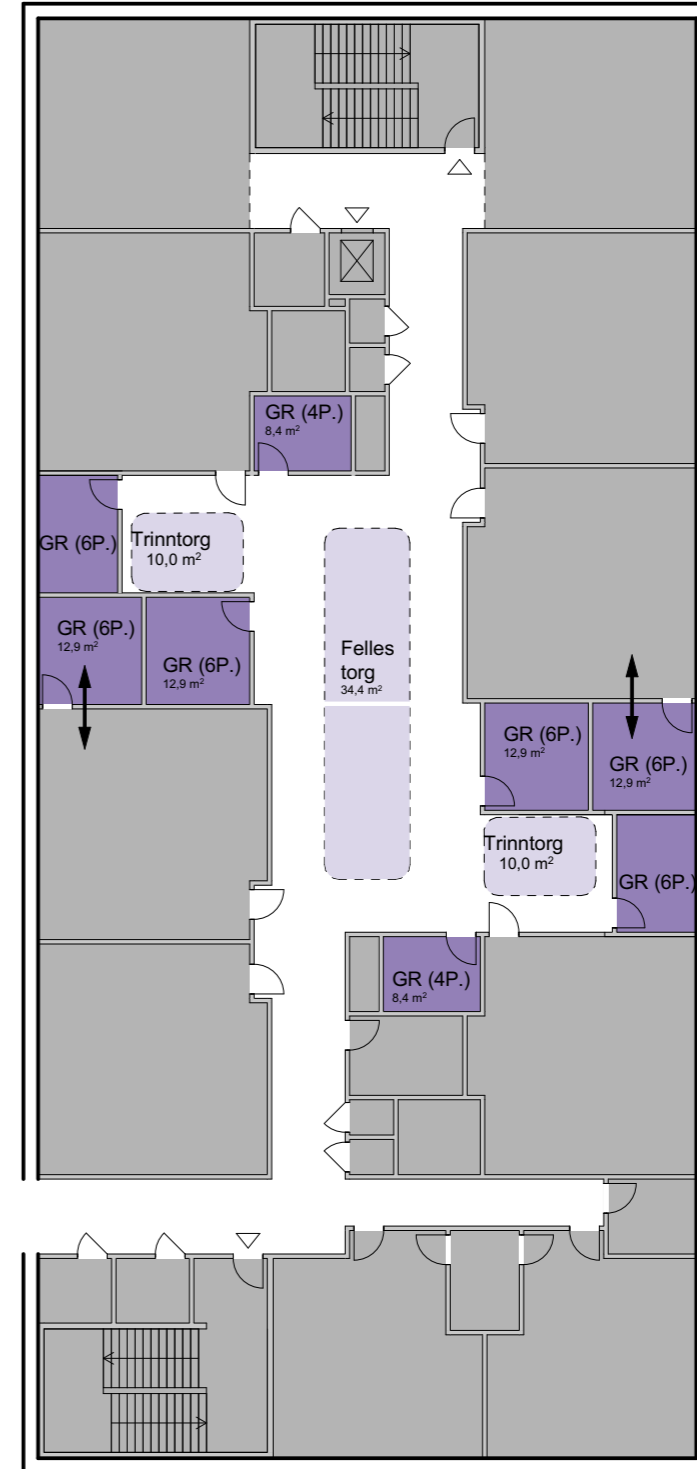 GR (4P.)
8,4 m²
GR (6P.)
Trinntorg
10,0 m²
GR (6P.)
12,9 m²
GR (6P.)
12,9 m²
Felles
torg
34,4 m²
GR (6P.)
12,9 m²
GR (6P.)
12,9 m²
Trinntorg
10,0 m²
GR (6P.)
GR (4P.)
8,4 m²